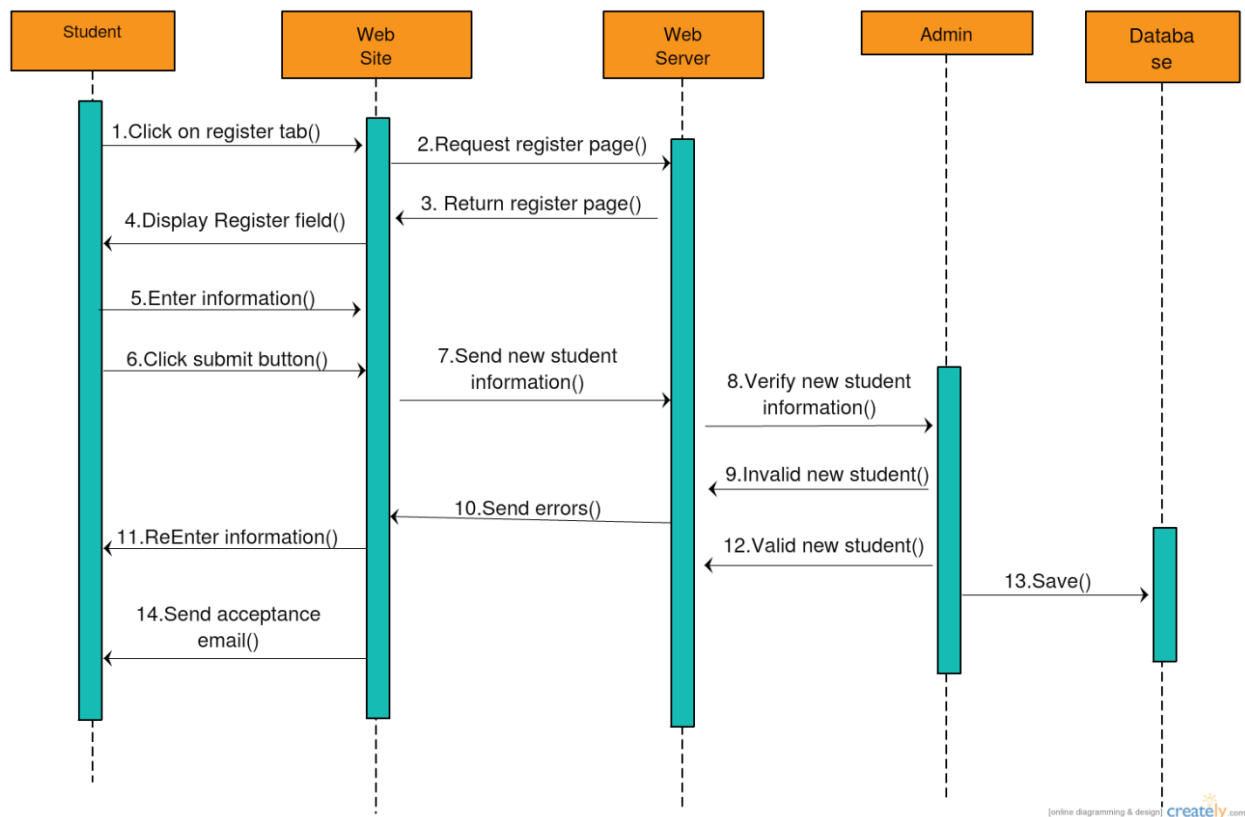 Student
Web
Site
Web
Server
Admin
Databa
se
1.Click on register tab()
2.Request register page()
3. Return register page()
4.Display Register field()
5.Enter information()
6.Click submit button()
7.Send new student
information()
8.Verify new student
information()
9.Invalid new student()
10.Send errors()
11.ReEnter information()
12.Valid new student()
13.Save()
14.Send acceptance
email()
[online diagramming & design] creately.com